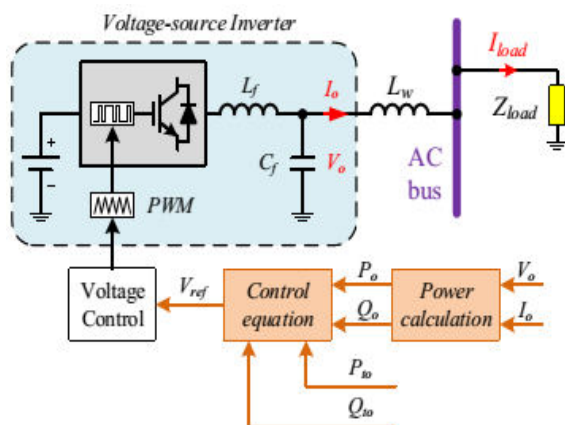 Voltage-source Inverter
L_f
I_o
L_w
I_load
Z_load
+
−
C_f
V_o
AC
bus
PWM
Voltage
Control
V_ref
Control
equation
P_o
Q_o
Power
calculation
V_o
I_o
P_to
Q_to